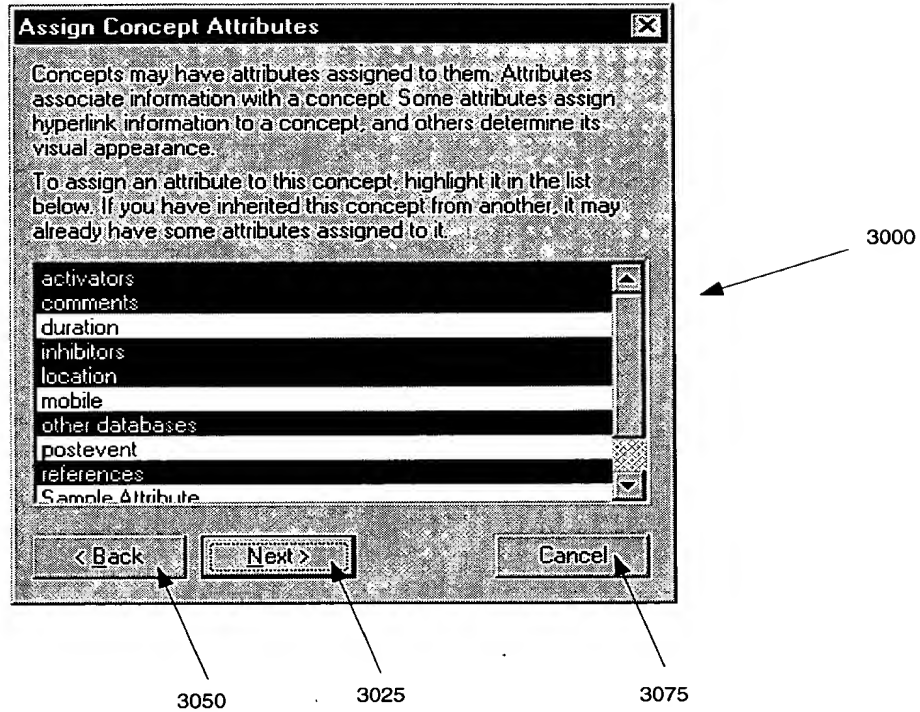 Assign Concept Attributes
Concepts may have attributes assigned to them. Attributes
associate information with a concept. Some attributes assign
hyperlink information to a concept, and others determine its
visual appearance.
To assign an attribute to this concept, highlight it in the list
below. If you have inherited this concept from another, it may
already have some attributes assigned to it.
3000
activators
comments
duration
inhibitors
location
mobile
other databases
postevent
references
Sample Attribute
< Back
Next >
Cancel
3050
3025
3075